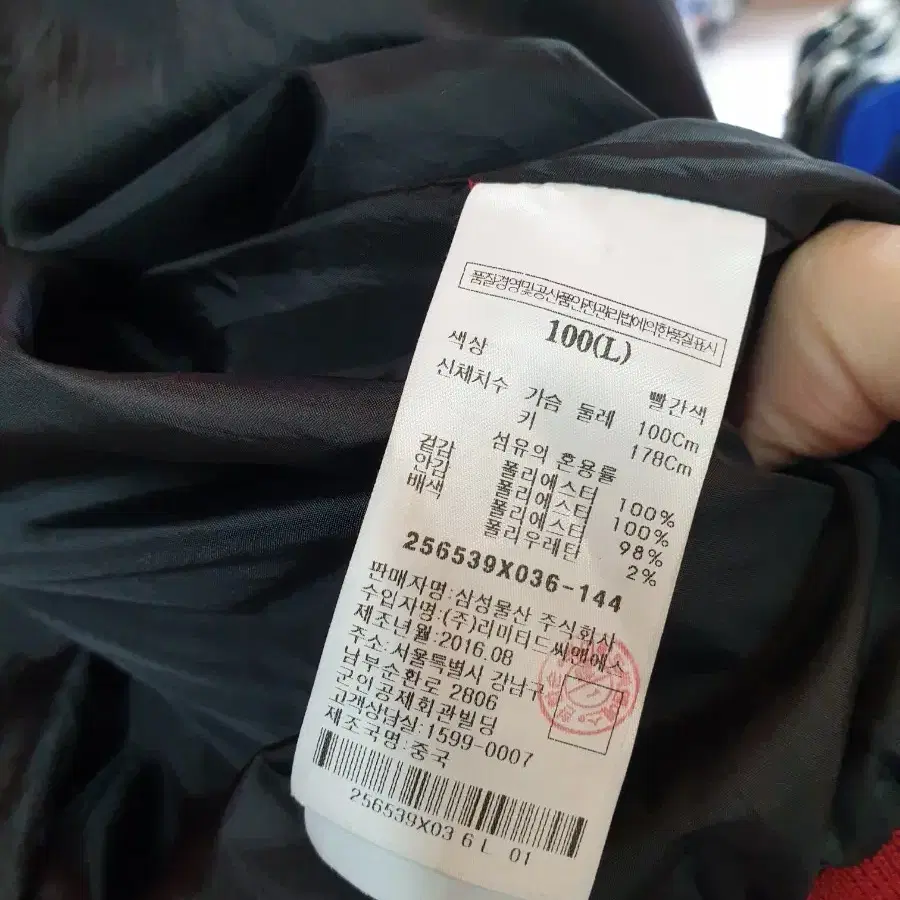 품질경영및공산품안전관리법에의한품질표시
100(L)
색상 빨간색
신체치수 가슴 둘레 100Cm
키 178Cm
섬유의 혼용률
겉감 폴리에스터 100%
안감 폴리에스터 100%
배색 폴리에스터 98%
폴리우레탄 2%
256539X036-144
판매자명:삼성물산 주식회사
수입자명:(주)리미티드씨앤에스
제조년월:2016.08
주소:서울특별시 강남구
남부순환로 2806
군인공제회관빌딩
고객상담실:1599-0007
제조국명:중국
256539X03 6 L 01